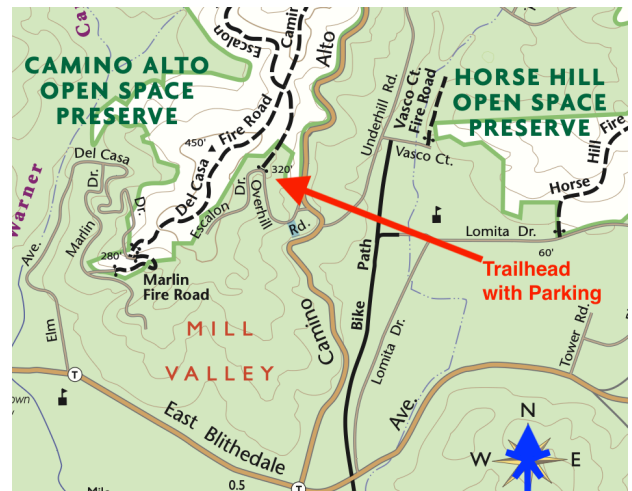 Escalon
Camino
Alto
CAMINO ALTO
OPEN SPACE
PRESERVE
HORSE HILL
OPEN SPACE
PRESERVE
Underhill Rd.
Vasco Ct.
Fire Road
Vasco Ct.
Warner
450'
Del Casa Fire Road
320'
Del Casa
Dr.
Marlin
Dr.
Escalon Dr.
Overhill
Rd.
Horse Hill Fire
Lomita Dr.
60'
280'
Marlin
Fire Road
Trailhead
with Parking
Elm
Ave.
MILL
VALLEY
Camino
Bike Path
Lomita Dr.
Tower Rd.
T
East Blithedale
Ave.
N
W
E
0.5
T